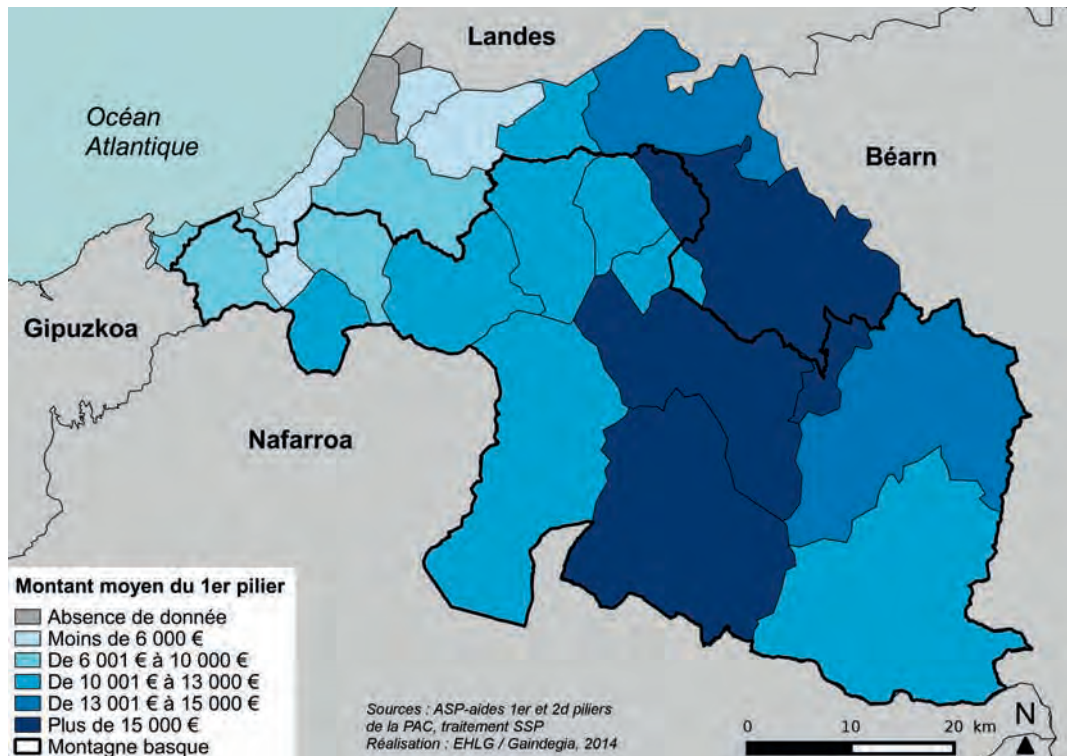 Landes
Océan
Atlantique
Béarn
Gipuzkoa
Nafarroa
Montant moyen du 1er pilier
Absence de donnée
Moins de 6 000 €
De 6 001 € à 10 000 €
De 10 001 € à 13 000 €
De 13 001 € à 15 000 €
Plus de 15 000 €
Montagne basque
Sources : ASP-aides 1er et 2d piliers
de la PAC, traitement SSP
Réalisation : EHLG / Gaindegia, 2014
0 10 20 km
N